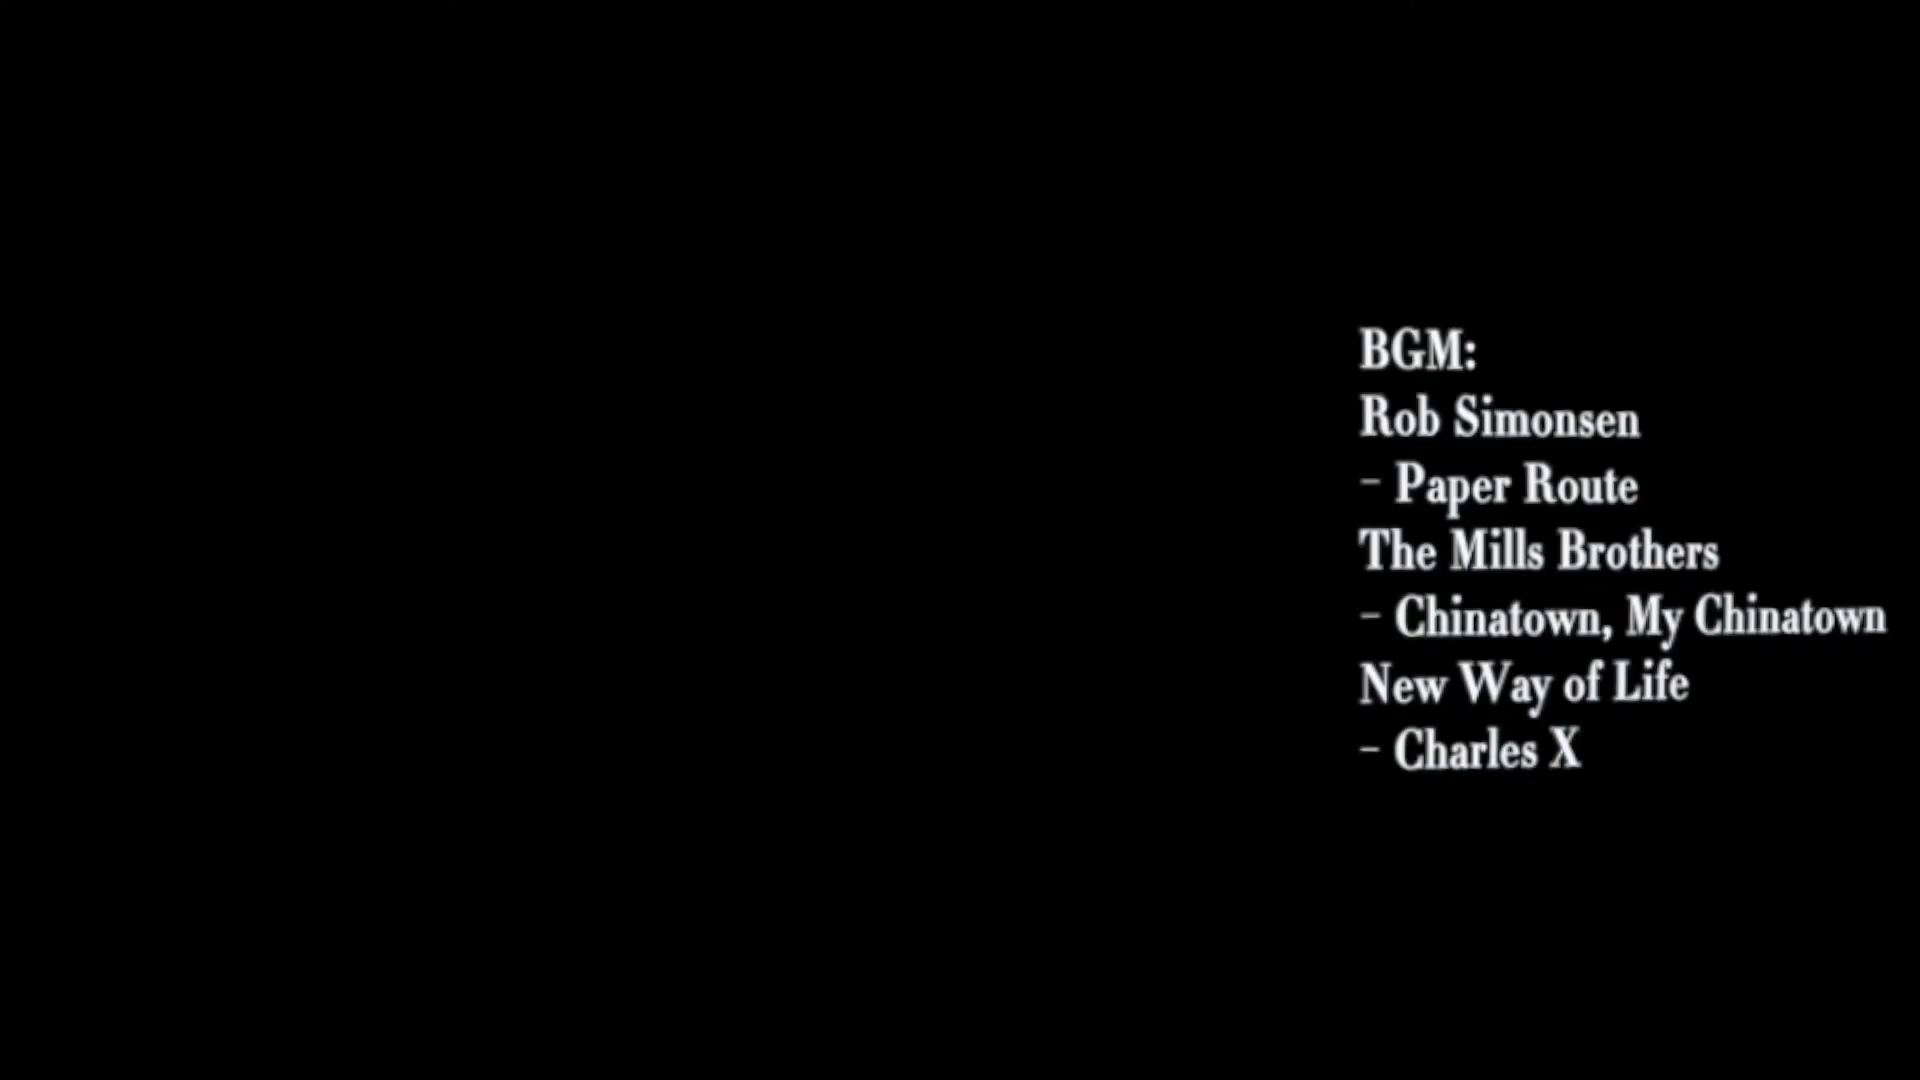 BGM:
Rob Simonsen
- Paper Route
The Mills Brothers
- Chinatown, My Chinatown
New Way of Life
- Charles X